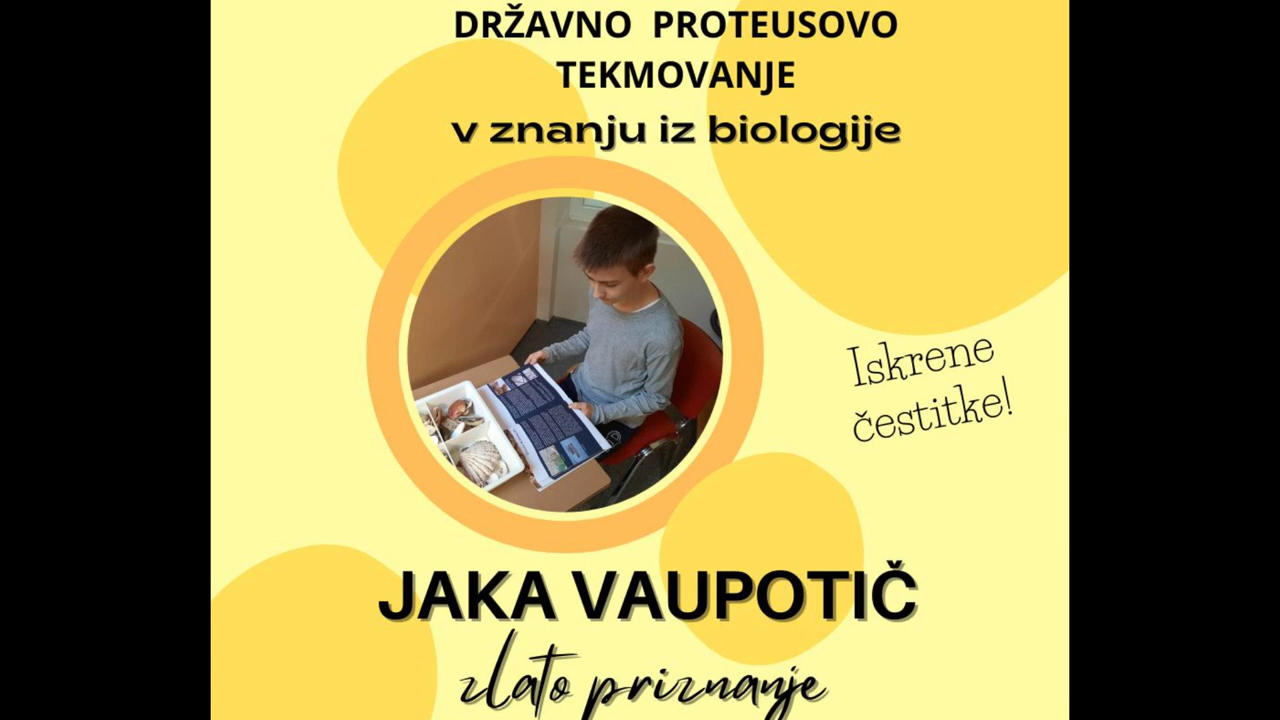 DRŽAVNO PROTEUSOVO
TEKMOVANJE
v znanju iz biologije
Iskrene
čestitke!
JAKA VAUPOTIČ
zlato priznanje